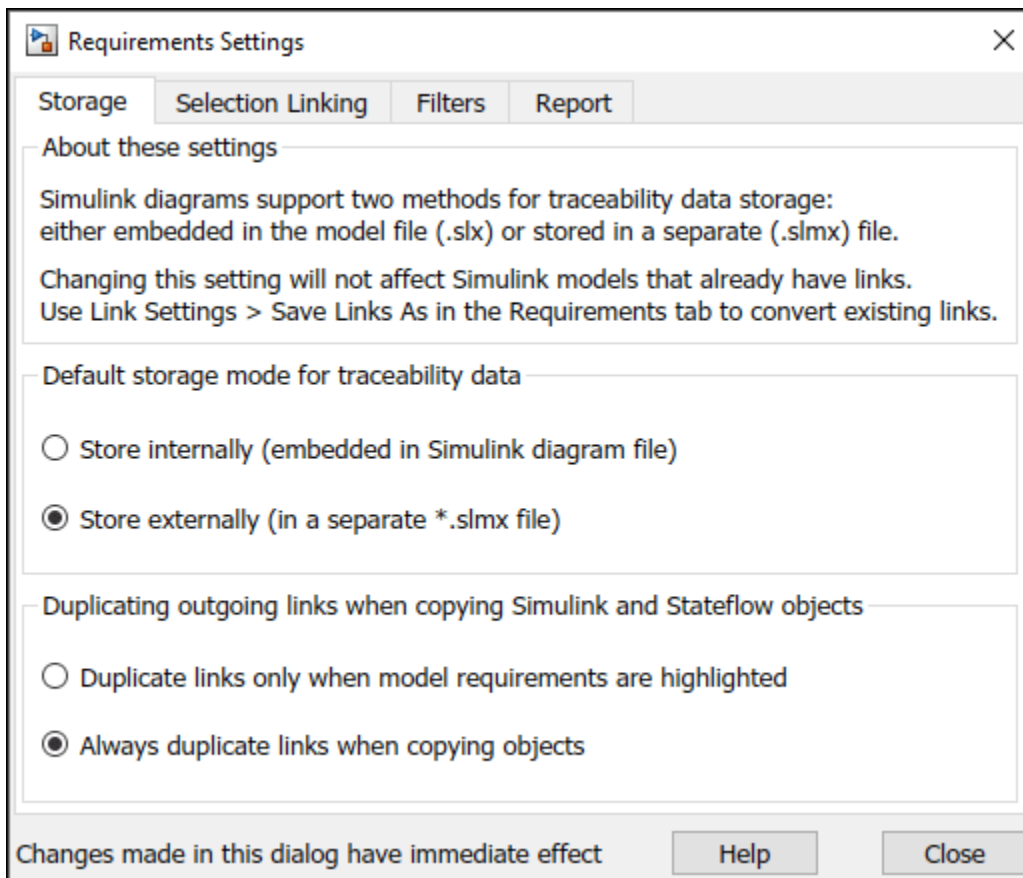 Requirements Settings
Storage Selection Linking Filters Report
About these settings
Simulink diagrams support two methods for traceability data storage:
either embedded in the model file (.slx) or stored in a separate (.slmx) file.
Changing this setting will not affect Simulink models that already have links.
Use Link Settings > Save Links As in the Requirements tab to convert existing links.
Default storage mode for traceability data
Store internally (embedded in Simulink diagram file)
Store externally (in a separate *.slmx file)
Duplicating outgoing links when copying Simulink and Stateflow objects
Duplicate links only when model requirements are highlighted
Always duplicate links when copying objects
Changes made in this dialog have immediate effect Help Close